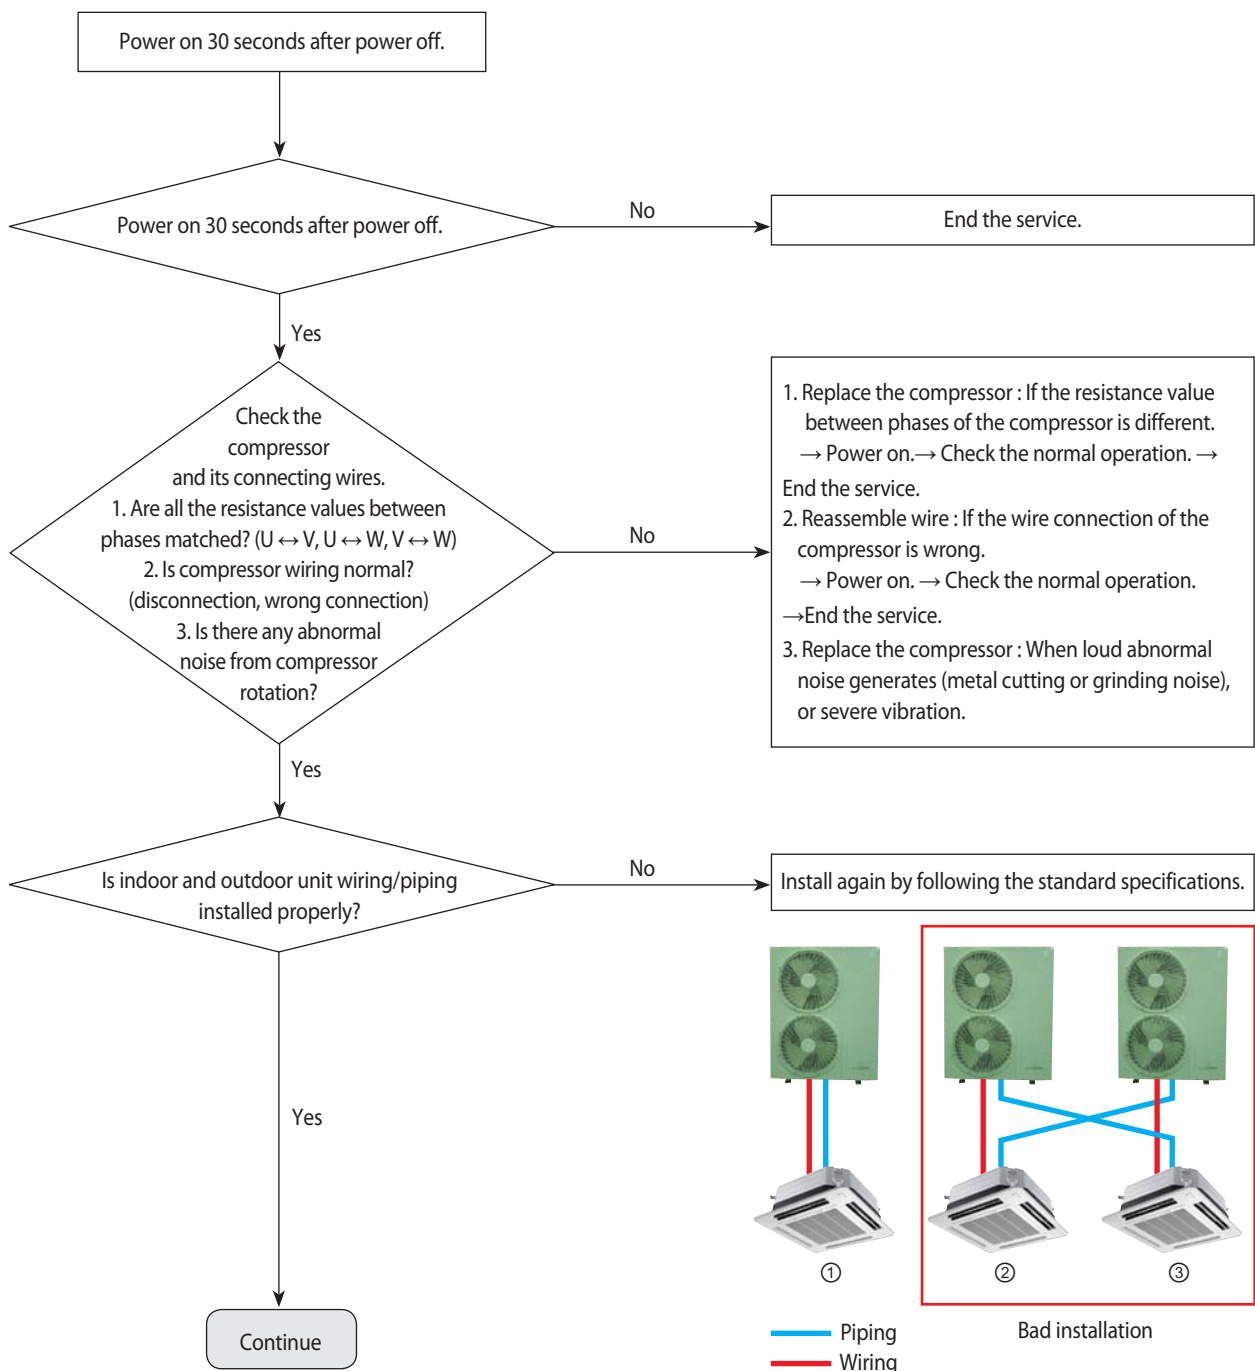 Power on 30 seconds after power off.
Power on 30 seconds after power off.
No
End the service.
Yes
Check the
compressor
and its connecting wires.
1. Are all the resistance values between
phases matched? (U ↔ V, U ↔ W, V ↔ W)
2. Is compressor wiring normal?
(disconnection, wrong connection)
3. Is there any abnormal
noise from compressor
rotation?
No
1. Replace the compressor : If the resistance value
between phases of the compressor is different.
→ Power on.→ Check the normal operation. →
End the service.
2. Reassemble wire : If the wire connection of the
compressor is wrong.
→ Power on. → Check the normal operation.
→End the service.
3. Replace the compressor : When loud abnormal
noise generates (metal cutting or grinding noise),
or severe vibration.
Yes
Is indoor and outdoor unit wiring/piping
installed properly?
No
Install again by following the standard specifications.
Yes
① ② ③
Continue
Piping
Wiring
Bad installation